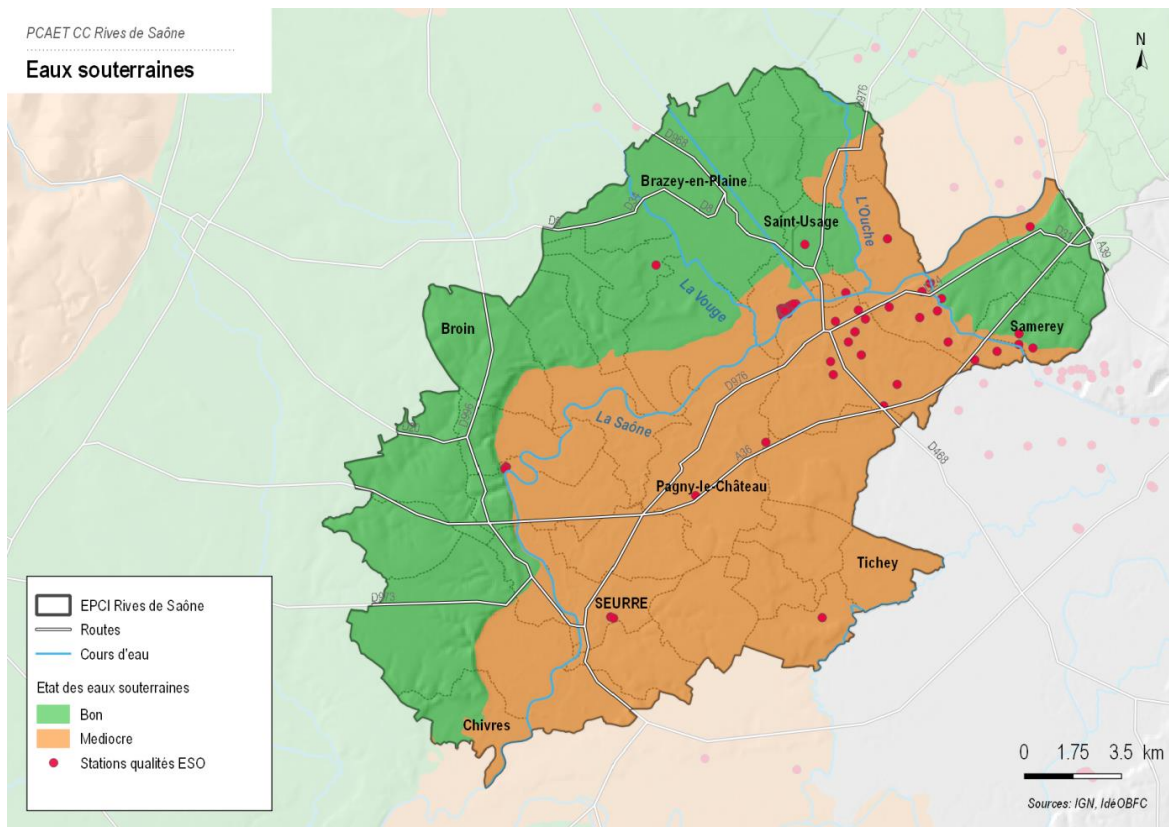 PCAET CC Rives de Saône
Eaux souterraines
N
D976
D968
Brazey-en-Plaine
D8
Saint-Usage
L'Ouche
D31
A39
La Vouge
Broin
Samerey
D996
D20
D976
La Saône
A36
D468
Pagny-le-Château
Tichey
D973
SEURRE
Chivres
EPCI Rives de Saône
Routes
Cours d'eau
Etat des eaux souterraines
Bon
Mediocre
Stations qualités ESO
0 1.75 3.5 km
Sources: IGN, IdéOBFC